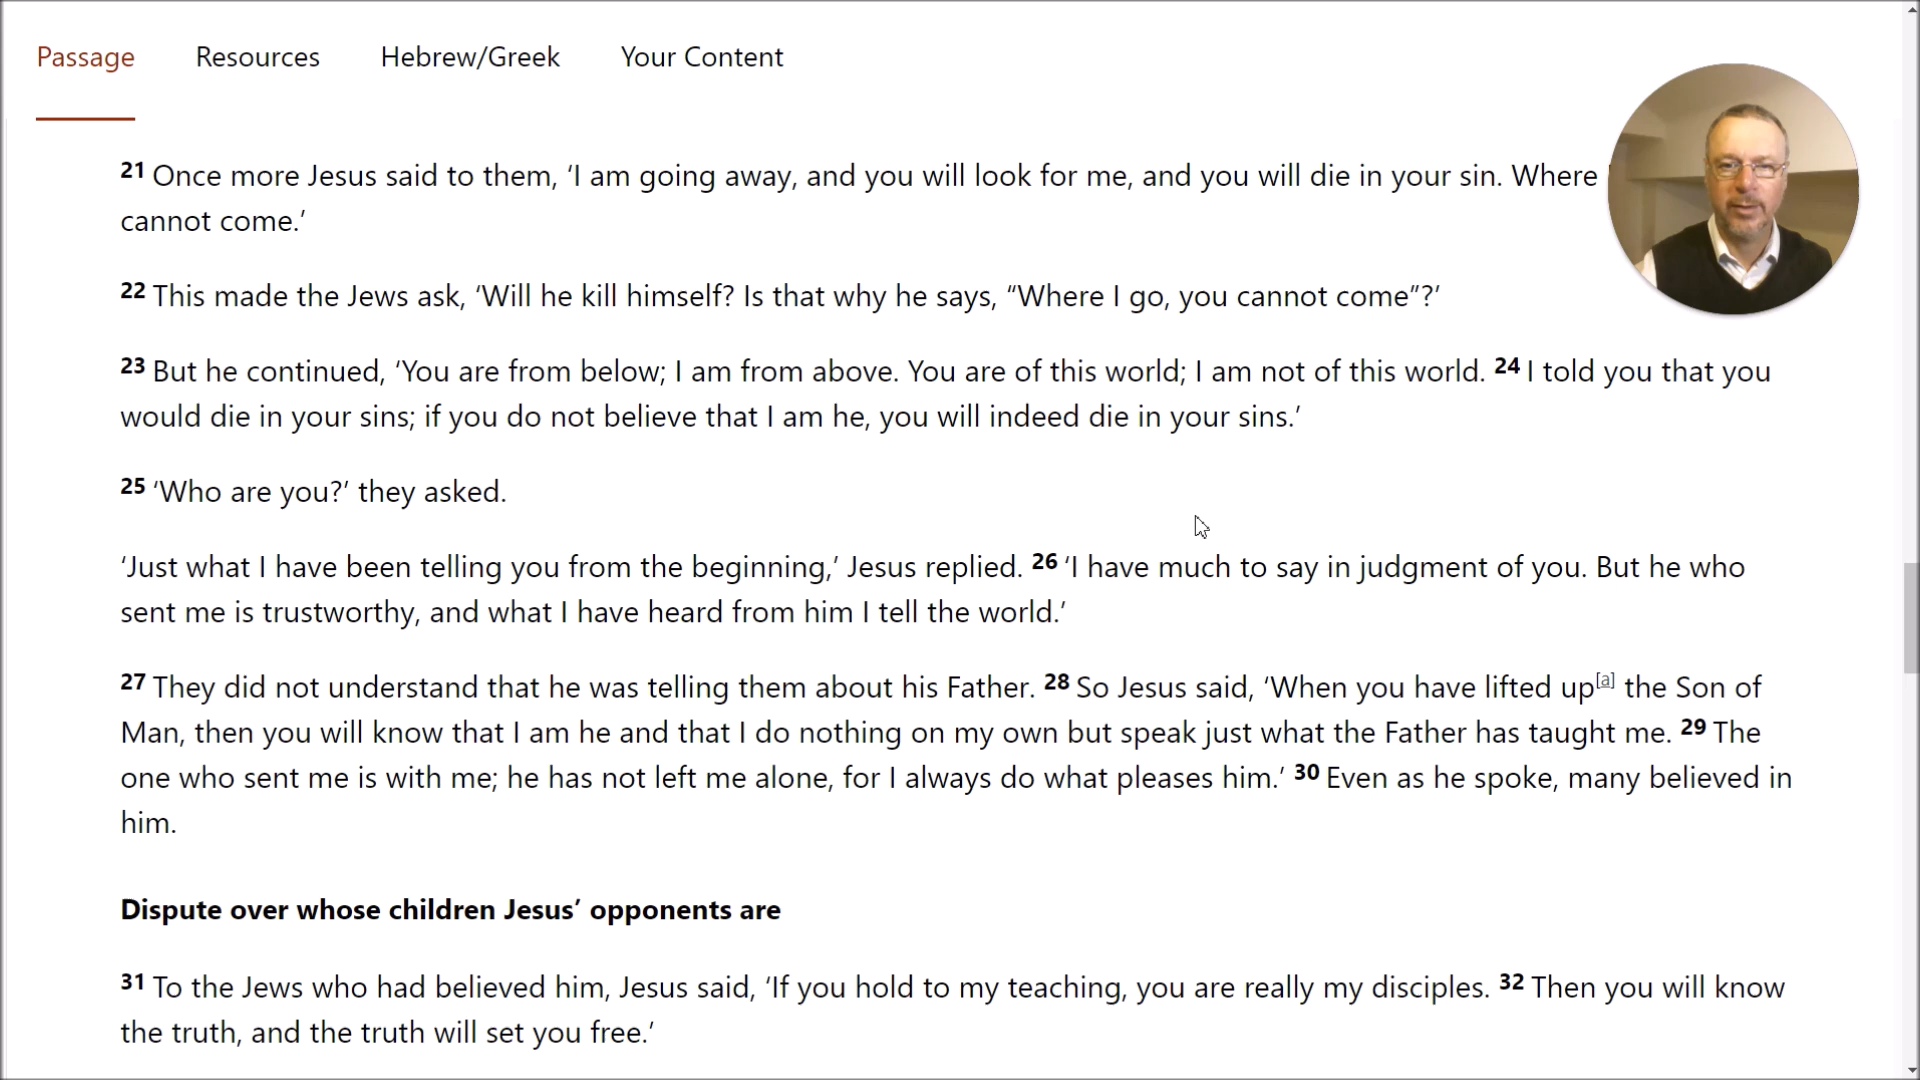 Passage Resources Hebrew/Greek Your Content
21 Once more Jesus said to them, ‘I am going away, and you will look for me, and you will die in your sin. Where
cannot come.’
22 This made the Jews ask, ‘Will he kill himself? Is that why he says, “Where I go, you cannot come”?’
23 But he continued, ‘You are from below; I am from above. You are of this world; I am not of this world. 24 I told you that you
would die in your sins; if you do not believe that I am he, you will indeed die in your sins.’
25 ‘Who are you?’ they asked.
‘Just what I have been telling you from the beginning,’ Jesus replied. 26 ‘I have much to say in judgment of you. But he who
sent me is trustworthy, and what I have heard from him I tell the world.’
27 They did not understand that he was telling them about his Father. 28 So Jesus said, ‘When you have lifted up[a] the Son of
Man, then you will know that I am he and that I do nothing on my own but speak just what the Father has taught me. 29 The
one who sent me is with me; he has not left me alone, for I always do what pleases him.’ 30 Even as he spoke, many believed in
him.
Dispute over whose children Jesus’ opponents are
31 To the Jews who had believed him, Jesus said, ‘If you hold to my teaching, you are really my disciples. 32 Then you will know
the truth, and the truth will set you free.’